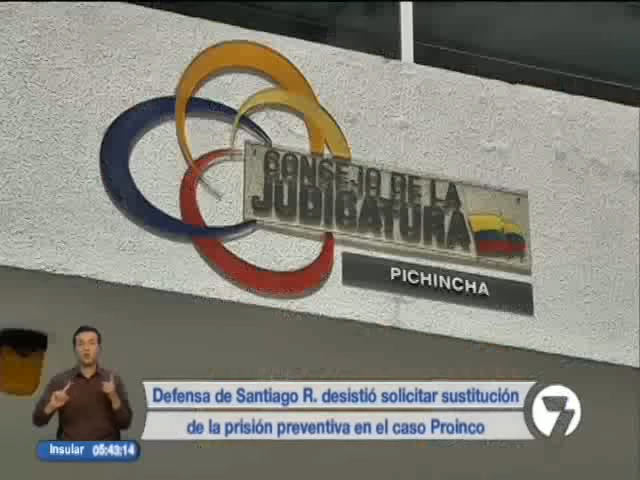 CONSEJO DE LA
JUDICATURA
PICHINCHA
Defensa de Santiago R. desistió solicitar sustitución
de la prisión preventiva en el caso Proinco
7
Insular 05:43:14